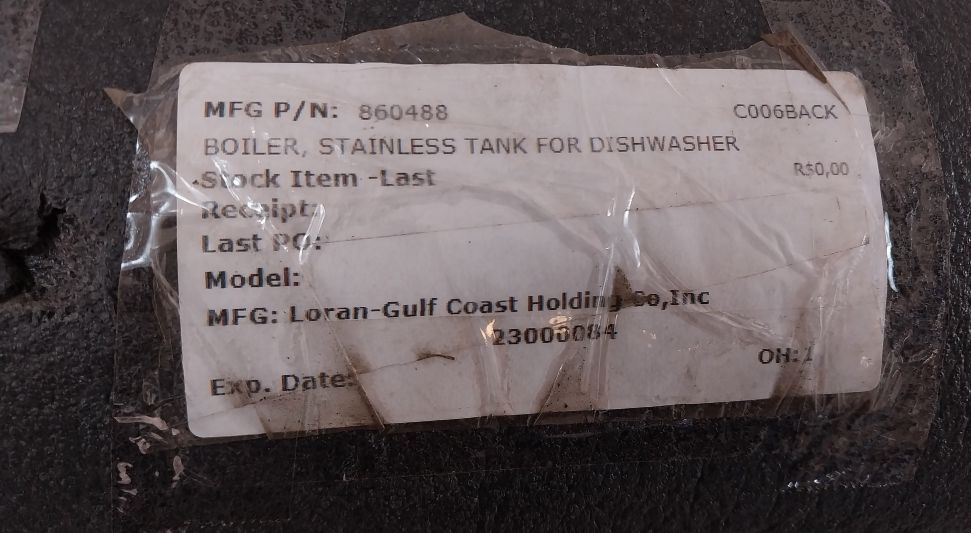 MFG P/N: 860488 C006BACK
BOILER, STAINLESS TANK FOR DISHWASHER
Stock Item -Last R$0,00
Receipt:
Last PO:
Model:
MFG: Loran-Gulf Coast Holding Co,Inc
23000084
OH: 1
Exp. Date: